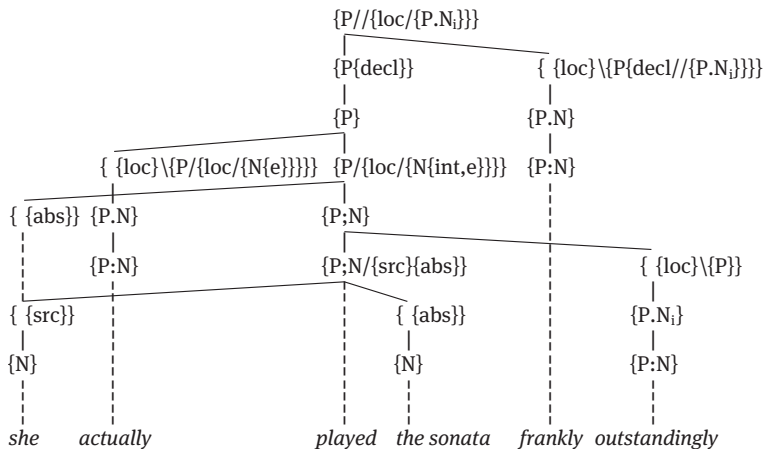 {P//{loc/{P.Nᵢ}}}
{P{decl}} { {loc}\{P{decl//{P.Nᵢ}}}}
{P} {P.N}
{ {loc}\{P/{loc/{N{e}}}}} {P/{loc/{N{int,e}}}} {P:N}
{ {abs}} {P.N} {P;N}
{P:N} {P;N/{src}{abs}} { {loc}\{P}}
{ {src}} { {abs}} {P.Nᵢ}
{N} {N} {P:N}
she actually played the sonata frankly outstandingly